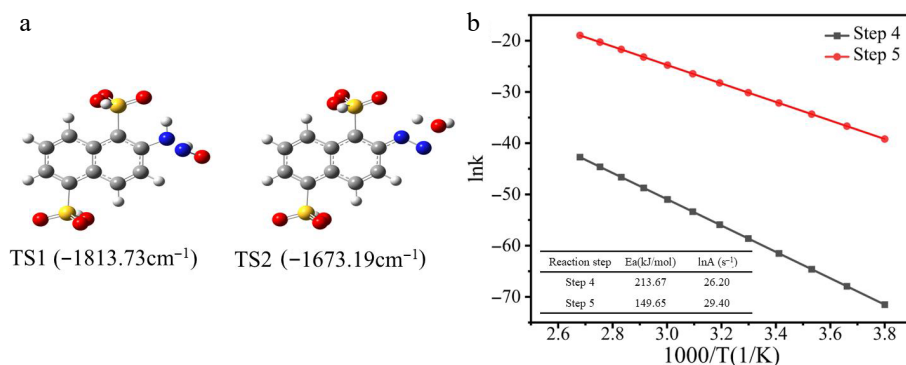 a
TS1 (−1813.73cm⁻¹)
TS2 (−1673.19cm⁻¹)
b
Step 4
Step 5
−20
−30
−40
−50
−60
−70
lnk
Reaction step Ea(kJ/mol) lnA (s⁻¹)
Step 4 213.67 26.20
Step 5 149.65 29.40
2.6 2.8 3.0 3.2 3.4 3.6 3.8
1000/T(1/K)